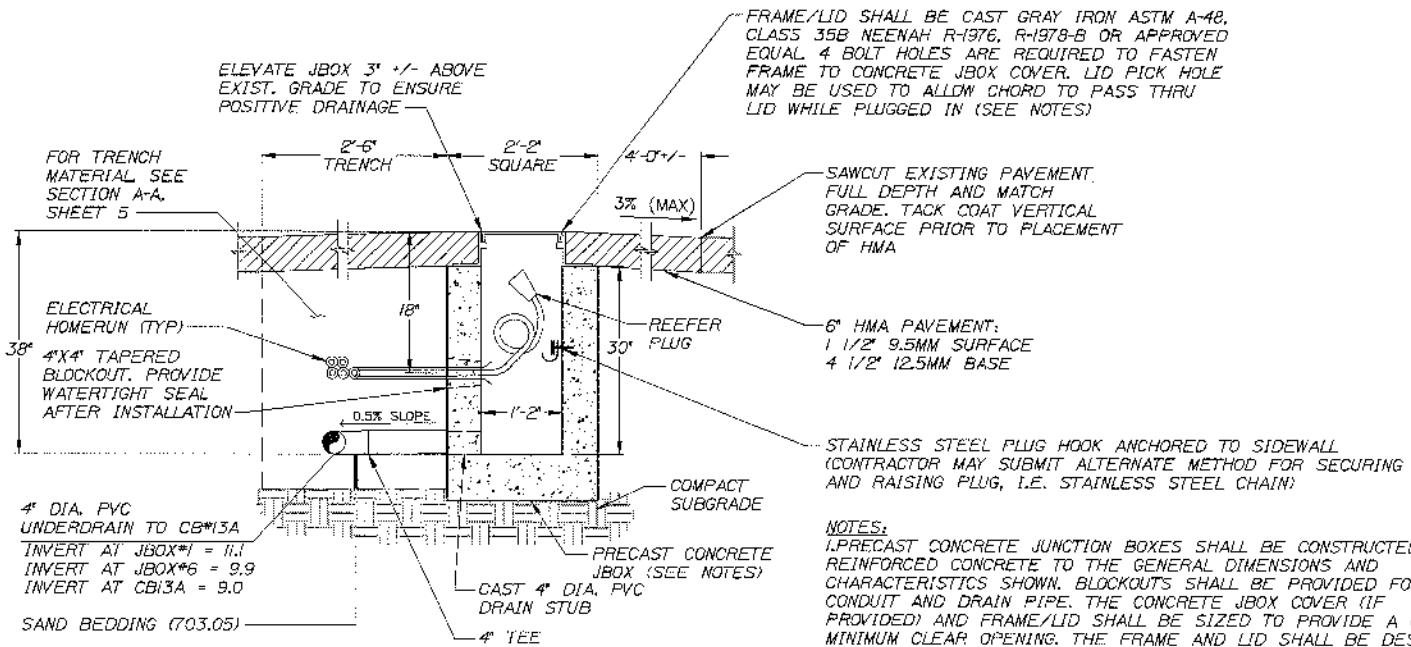 FRAME/LID SHALL BE CAST GRAY IRON ASTM A-48,
CLASS 35B NEENAH R-1976, R-1978-B OR APPROVED
EQUAL. 4 BOLT HOLES ARE REQUIRED TO FASTEN
FRAME TO CONCRETE JBOX COVER. LID PICK HOLE
MAY BE USED TO ALLOW CHORD TO PASS THRU
LID WHILE PLUGGED IN (SEE NOTES)
ELEVATE JBOX 3" +/- ABOVE
EXIST. GRADE TO ENSURE
POSITIVE DRAINAGE
2'-6"
TRENCH
2'-2"
SQUARE
4'-0"+/-
FOR TRENCH
MATERIAL SEE
SECTION A-A,
SHEET 5
3% (MAX)
SAWCUT EXISTING PAVEMENT
FULL DEPTH AND MATCH
GRADE. TACK COAT VERTICAL
SURFACE PRIOR TO PLACEMENT
OF HMA
38"
18"
30"
ELECTRICAL
HOMERUN (TYP)
REEFER
PLUG
6" HMA PAVEMENT:
1 1/2" 9.5MM SURFACE
4 1/2" 12.5MM BASE
4"X4" TAPERED
BLOCKOUT. PROVIDE
WATERTIGHT SEAL
AFTER INSTALLATION
0.5% SLOPE
1'-2"
STAINLESS STEEL PLUG HOOK ANCHORED TO SIDEWALL
(CONTRACTOR MAY SUBMIT ALTERNATE METHOD FOR SECURING
AND RAISING PLUG, I.E. STAINLESS STEEL CHAIN)
COMPACT
SUBGRADE
4" DIA. PVC
UNDERDRAIN TO CB#13A
INVERT AT JBOX#1 = 11.1
INVERT AT JBOX#6 = 9.9
INVERT AT CB13A = 9.0
SAND BEDDING (703.05)
PRECAST CONCRETE
JBOX (SEE NOTES)
CAST 4" DIA. PVC
DRAIN STUB
4" TEE
NOTES:
1.PRECAST CONCRETE JUNCTION BOXES SHALL BE CONSTRUCTED
REINFORCED CONCRETE TO THE GENERAL DIMENSIONS AND
CHARACTERISTICS SHOWN. BLOCKOUTS SHALL BE PROVIDED FO
CONDUIT AND DRAIN PIPE. THE CONCRETE JBOX COVER (IF
PROVIDED) AND FRAME/LID SHALL BE SIZED TO PROVIDE A
MINIMUM CLEAR OPENING. THE FRAME AND LID SHALL BE DES